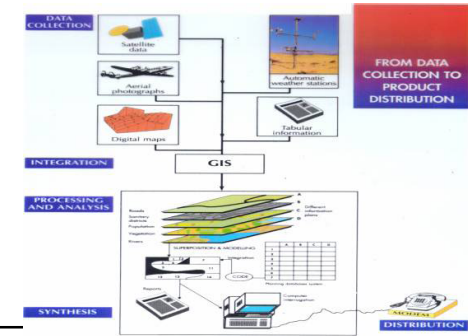 DATA
COLLECTION
Satellite
data
Automatic
weather stations
FROM DATA
COLLECTION TO
PRODUCT
DISTRIBUTION
Aerial
photographs
Digital maps
Tabular
information
INTEGRATION
GIS
PROCESSING
AND ANALYSIS
A
B
C
D
Different
information
plans
Roads
Sanitary
districts
Population
Vegetation
Rivers
SUPERPOSITION & MODELLING
Integration
CODE
A B C D
Reports
Computer
interrogation
SYNTHESIS
MODEM
DISTRIBUTION